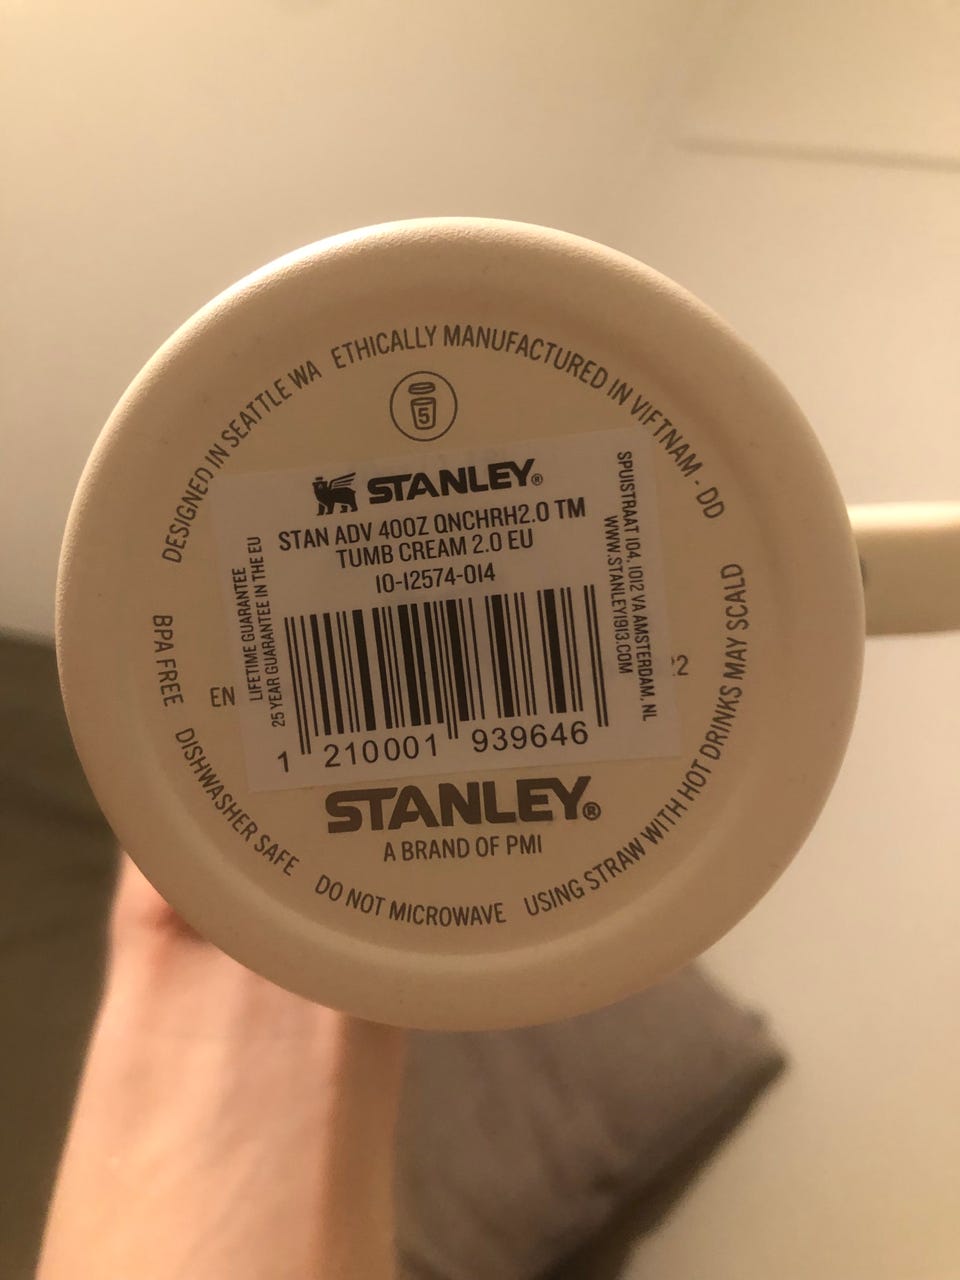 DESIGNED IN SEATTLE WA
ETHICALLY MANUFACTURED IN VIETNAM - DD
5
STANLEY®
STAN ADV 40OZ QNCHRH2.0 TM
TUMB CREAM 2.0 EU
10-12574-014
LIFETIME GUARANTEE
25 YEAR GUARANTEE IN THE EU
SPUISTRAAT 104, 1012 VA AMSTERDAM, NL
WWW.STANLEY1913.COM
1 210001 939646
EN
22
STANLEY®
A BRAND OF PMI
BPA FREE
DISHWASHER SAFE
DO NOT MICROWAVE
USING STRAW WITH HOT DRINKS MAY SCALD